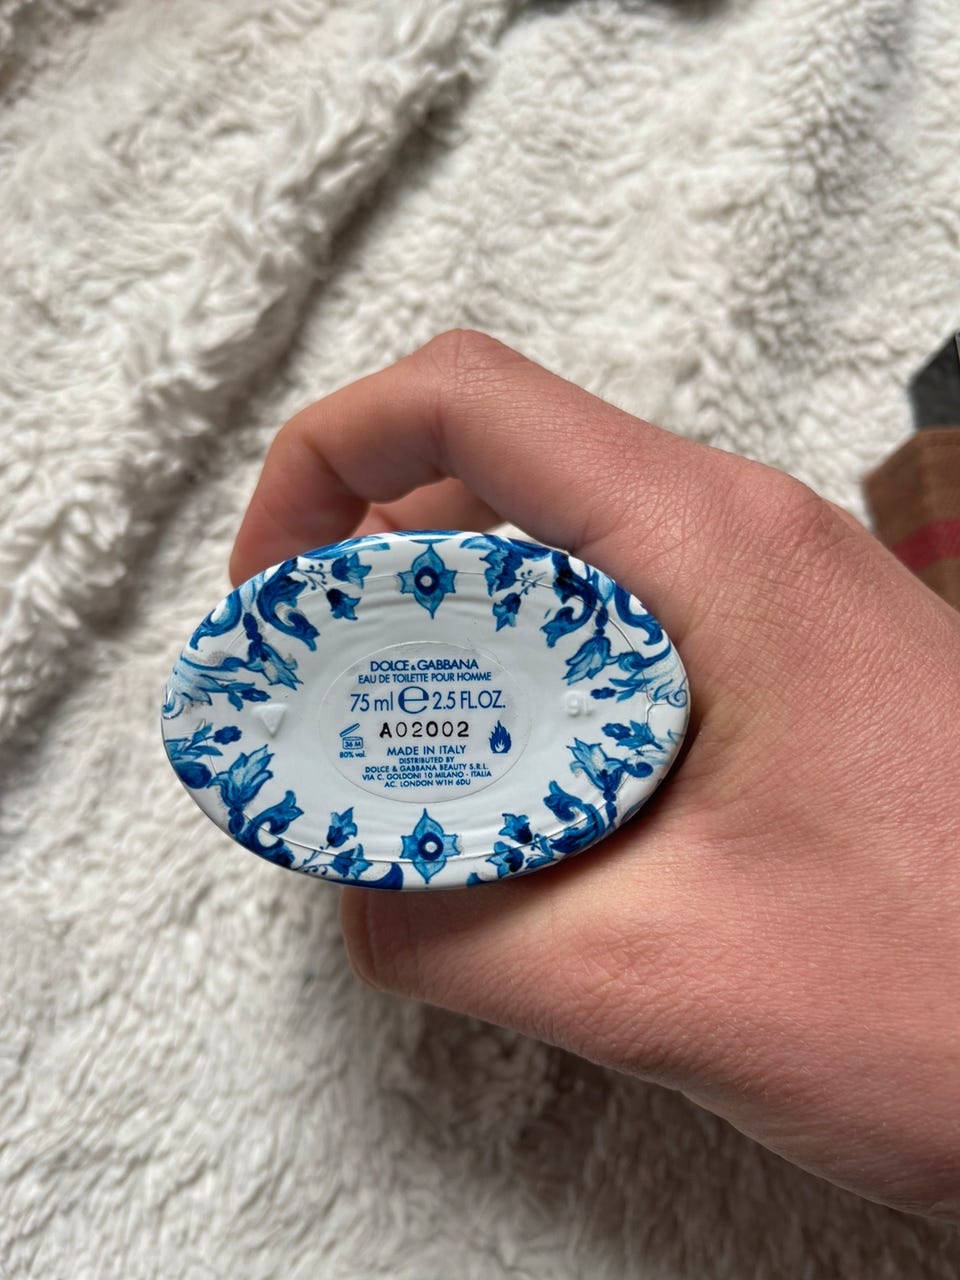 DOLCE & GABBANA
EAU DE TOILETTE POUR HOMME
75 ml e 2.5 FL.OZ.
A02002
36 M
80% vol.
MADE IN ITALY
DISTRIBUTED BY
DOLCE & GABBANA BEAUTY S.R.L.
VIA C. GOLDONI 10 MILANO - ITALIA
AC. LONDON W1H 6DU